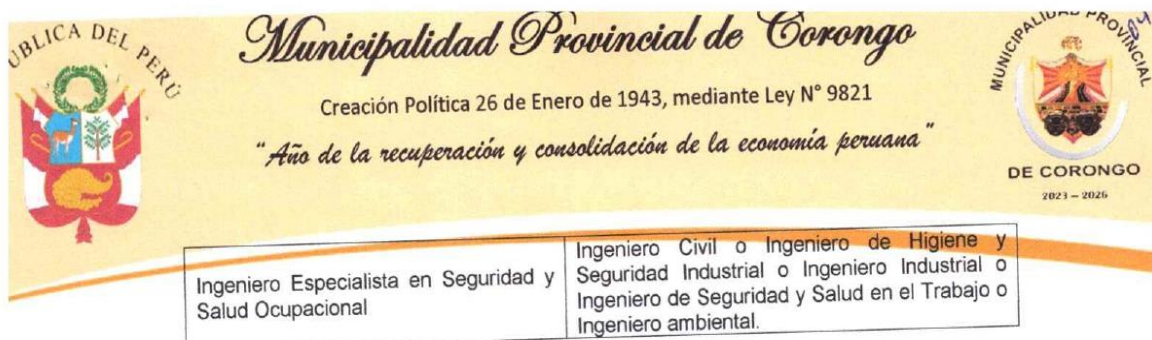 Municipalidad Provincial de Corongo
Creación Política 26 de Enero de 1943, mediante Ley N° 9821
"Año de la recuperación y consolidación de la economía peruana"
UBLICA DEL PERÚ
MUNICIPALIDAD PROVINCIAL
DE CORONGO
2023 – 2026
Ingeniero Especialista en Seguridad y
Salud Ocupacional
Ingeniero Civil o Ingeniero de Higiene y
Seguridad Industrial o Ingeniero Industrial o
Ingeniero de Seguridad y Salud en el Trabajo o
Ingeniero ambiental.